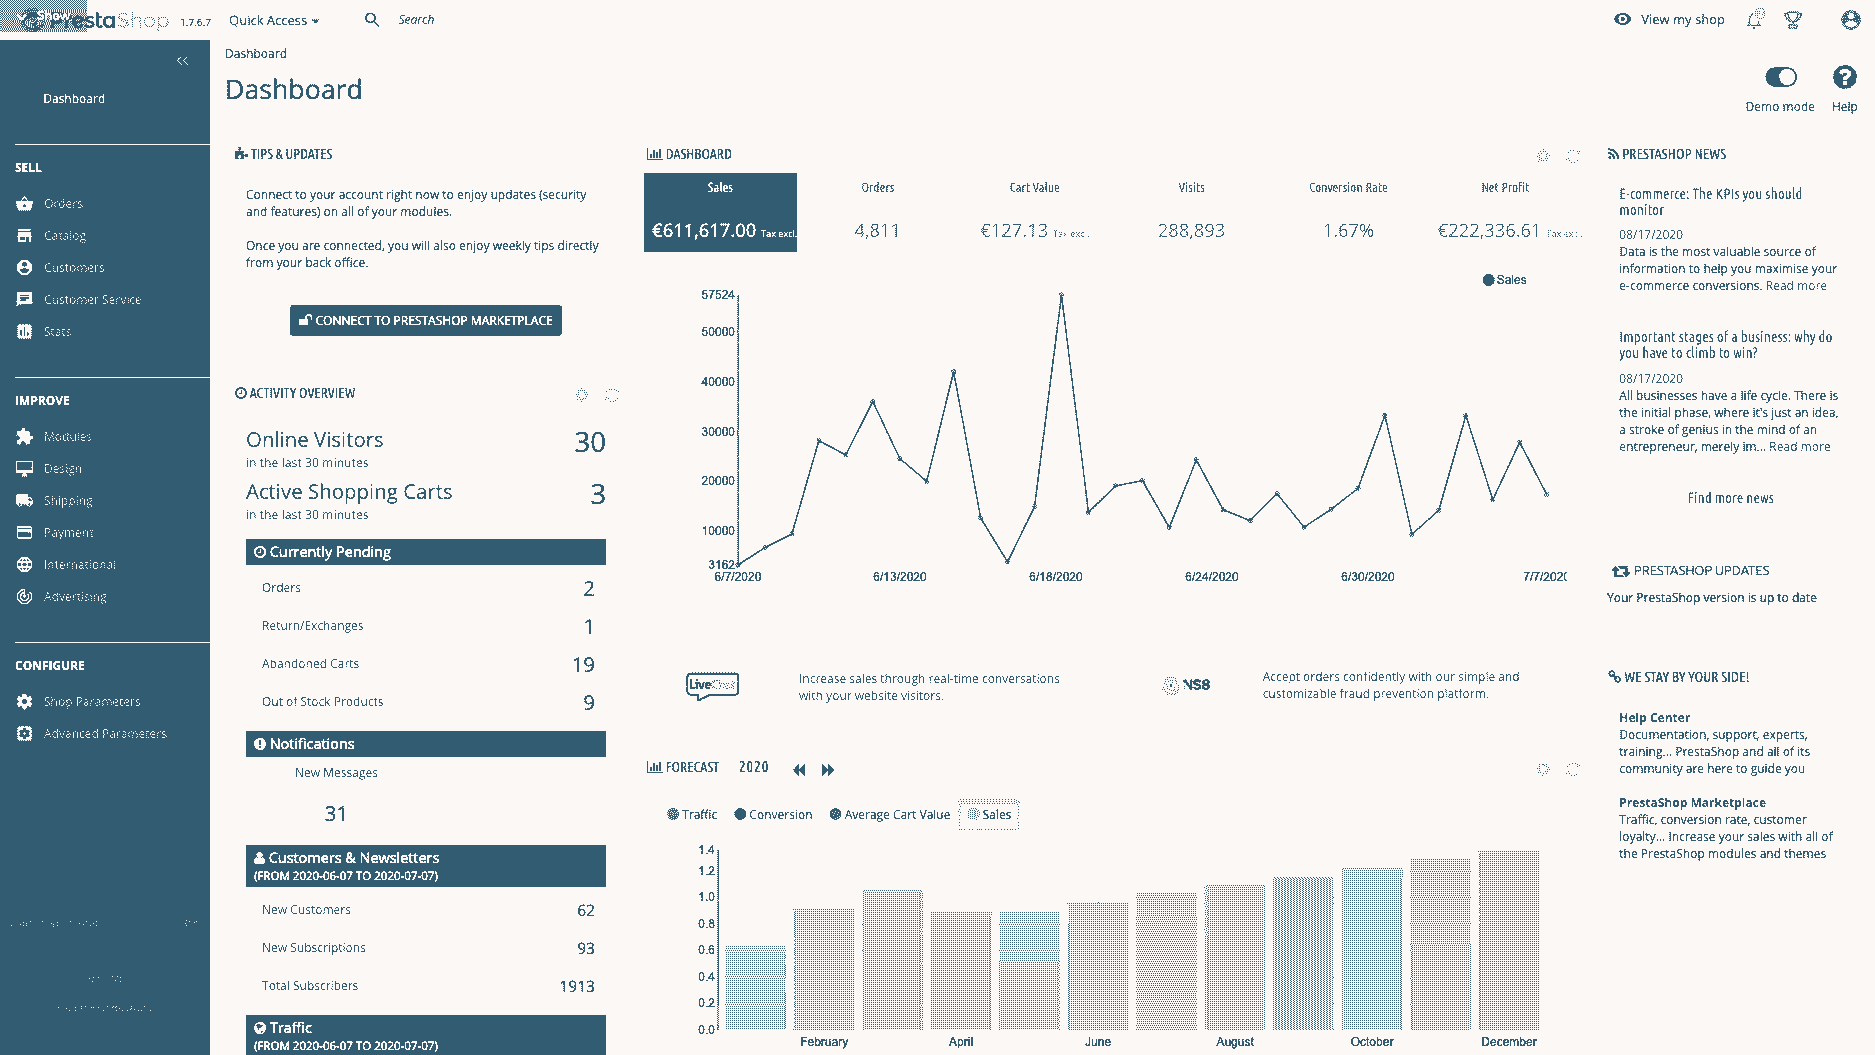 PrestaShop 1.7.6.7 Quick Access Search
View my shop
Dashboard
SELL
Orders
Catalog
Customers
Customer Service
Stats
IMPROVE
Modules
Design
Shipping
Payment
International
Advertising
CONFIGURE
Shop Parameters
Advanced Parameters
Dashboard
Dashboard
Demo mode Help
TIPS & UPDATES
Connect to your account right now to enjoy updates (security
and features) on all of your modules.
Once you are connected, you will also enjoy weekly tips directly
from your back office.
CONNECT TO PRESTASHOP MARKETPLACE
ACTIVITY OVERVIEW
Online Visitors 30
in the last 30 minutes
Active Shopping Carts 3
in the last 30 minutes
Currently Pending
Orders 2
Return/Exchanges 1
Abandoned Carts 19
Out of Stock Products 9
Notifications
New Messages
31
Customers & Newsletters
(FROM 2020-06-07 TO 2020-07-07)
New Customers 62
New Subscriptions 93
Total Subscribers 1913
Traffic
(FROM 2020-06-07 TO 2020-07-07)
DASHBOARD
Sales Orders Cart Value Visits Conversion Rate Net Profit
€611,617.00 Tax excl. 4,811 €127.13 Tax excl. 288,893 1.67% €222,336.61 Tax excl.
Sales
57524
50000
40000
30000
20000
10000
3162
6/7/2020 6/13/2020 6/18/2020 6/24/2020 6/30/2020 7/7/202
LiveChat
Increase sales through real-time conversations
with your website visitors.
NS8
Accept orders confidently with our simple and
customizable fraud prevention platform.
FORECAST 2020
Traffic Conversion Average Cart Value Sales
1.4
1.2
1.0
0.8
0.6
0.4
0.2
0.0
February April June August October December
PRESTASHOP NEWS
E-commerce: The KPIs you should
monitor
08/17/2020
Data is the most valuable source of
information to help you maximise your
e-commerce conversions. Read more
Important stages of a business: why do
you have to climb to win?
08/17/2020
All businesses have a life cycle. There is
the initial phase, where it's just an idea,
a stroke of genius in the mind of an
entrepreneur, merely im... Read more
Find more news
PRESTASHOP UPDATES
Your PrestaShop version is up to date
WE STAY BY YOUR SIDE!
Help Center
Documentation, support, experts,
training... PrestaShop and all of its
community are here to guide you
PrestaShop Marketplace
Traffic, conversion rate, customer
loyalty... Increase your sales with all of
the PrestaShop modules and themes